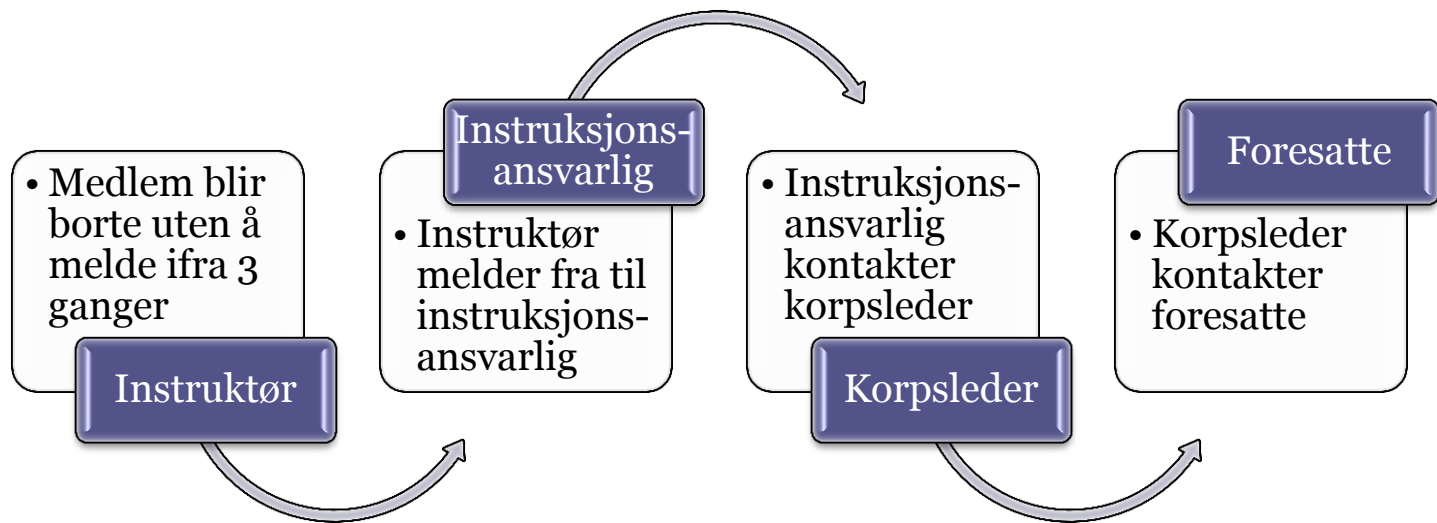 • Medlem blir
borte uten å
melde ifra 3
ganger
Instruktør
Instruksjons-
ansvarlig
• Instruktør
melder fra til
instruksjons-
ansvarlig
• Instruksjons-
ansvarlig
kontakter
korpsleder
Korpsleder
Foresatte
• Korpsleder
kontakter
foresatte